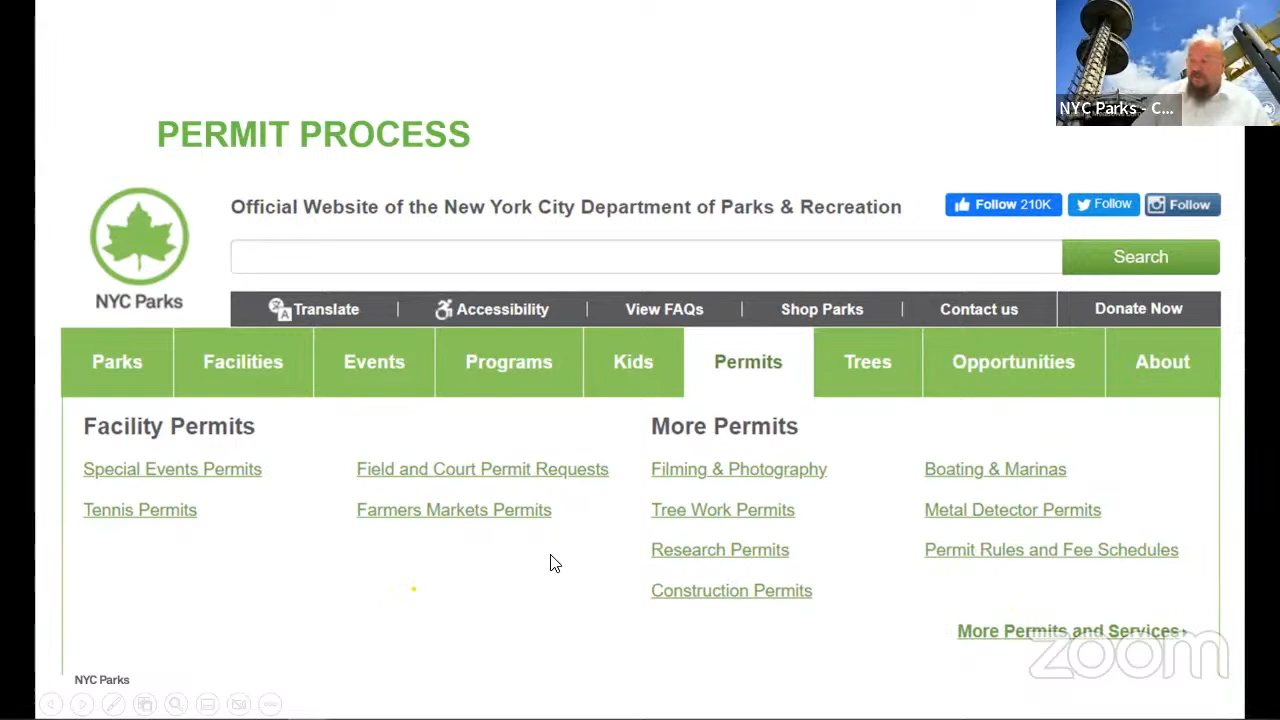 NYC Parks - C...
PERMIT PROCESS
Official Website of the New York City Department of Parks & Recreation
Follow 210K
Follow
Follow
Search
NYC Parks
Translate | Accessibility | View FAQs | Shop Parks | Contact us | Donate Now
Parks Facilities Events Programs Kids Permits Trees Opportunities About
Facility Permits
Special Events Permits
Field and Court Permit Requests
Tennis Permits
Farmers Markets Permits
More Permits
Filming & Photography
Boating & Marinas
Tree Work Permits
Metal Detector Permits
Research Permits
Permit Rules and Fee Schedules
Construction Permits
More Permits and Services
zoom
NYC Parks